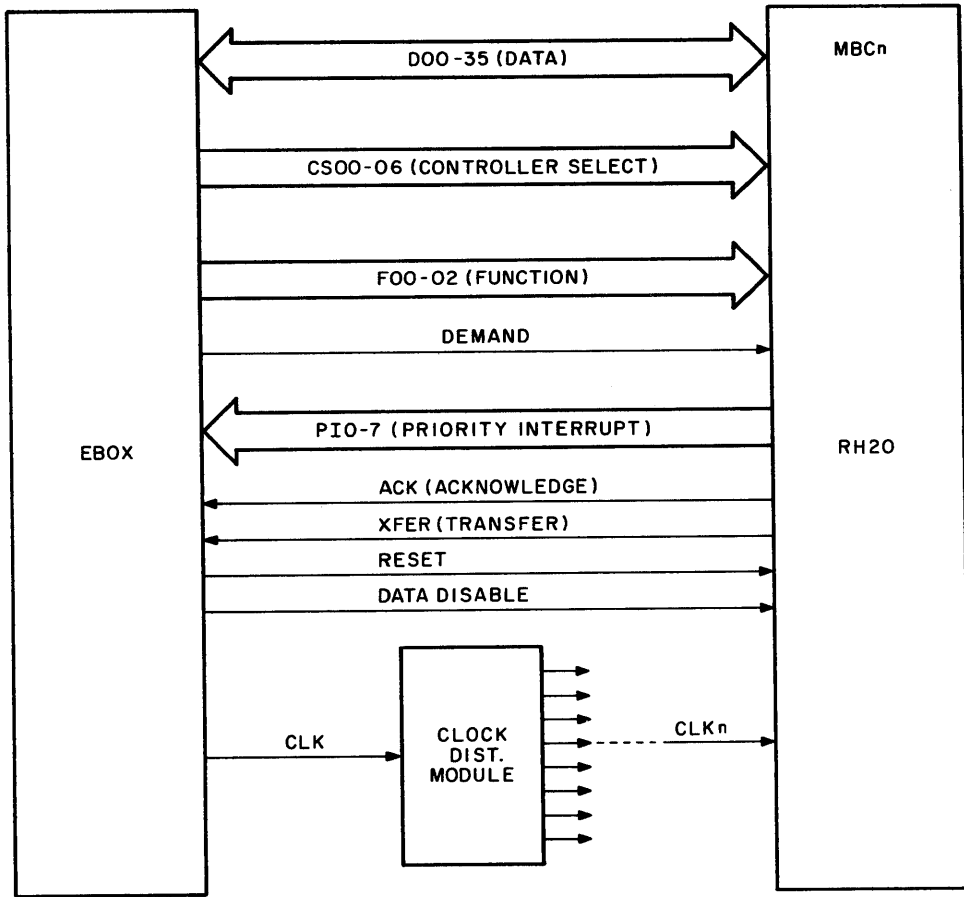 MBCn
D00-35 (DATA)
CS00-06 (CONTROLLER SELECT)
F00-02 (FUNCTION)
DEMAND
PI0-7 (PRIORITY INTERRUPT)
EBOX
RH20
ACK (ACKNOWLEDGE)
XFER (TRANSFER)
RESET
DATA DISABLE
CLK
CLOCK
DIST.
MODULE
CLKn